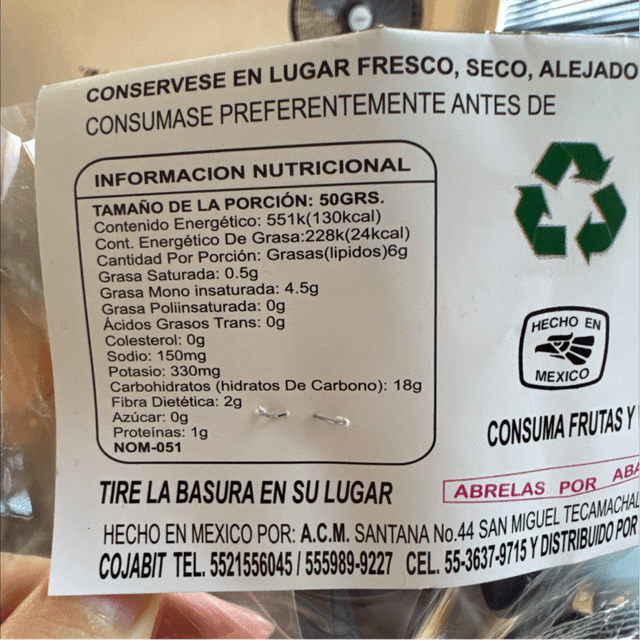 CONSERVESE EN LUGAR FRESCO, SECO, ALEJADO
CONSUMASE PREFERENTEMENTE ANTES DE
INFORMACION NUTRICIONAL
TAMAÑO DE LA PORCIÓN: 50GRS.
Contenido Energético: 551k(130kcal)
Cont. Energético De Grasa:228k(24kcal)
Cantidad Por Porción: Grasas(lipidos)6g
Grasa Saturada: 0.5g
Grasa Mono insaturada: 4.5g
Grasa Poliinsaturada: 0g
Ácidos Grasos Trans: 0g
Colesterol: 0g
Sodio: 150mg
Potasio: 330mg
Carbohidratos (hidratos De Carbono): 18g
Fibra Dietética: 2g
Azúcar: 0g
Proteínas: 1g
NOM-051
HECHO EN
MEXICO
CONSUMA FRUTAS Y
TIRE LA BASURA EN SU LUGAR
ABRELAS POR ABA
HECHO EN MEXICO POR: A.C.M. SANTANA No.44 SAN MIGUEL TECAMACHAL
COJABIT TEL. 5521556045 / 555989-9227 CEL. 55-3637-9715 Y DISTRIBUIDO POR